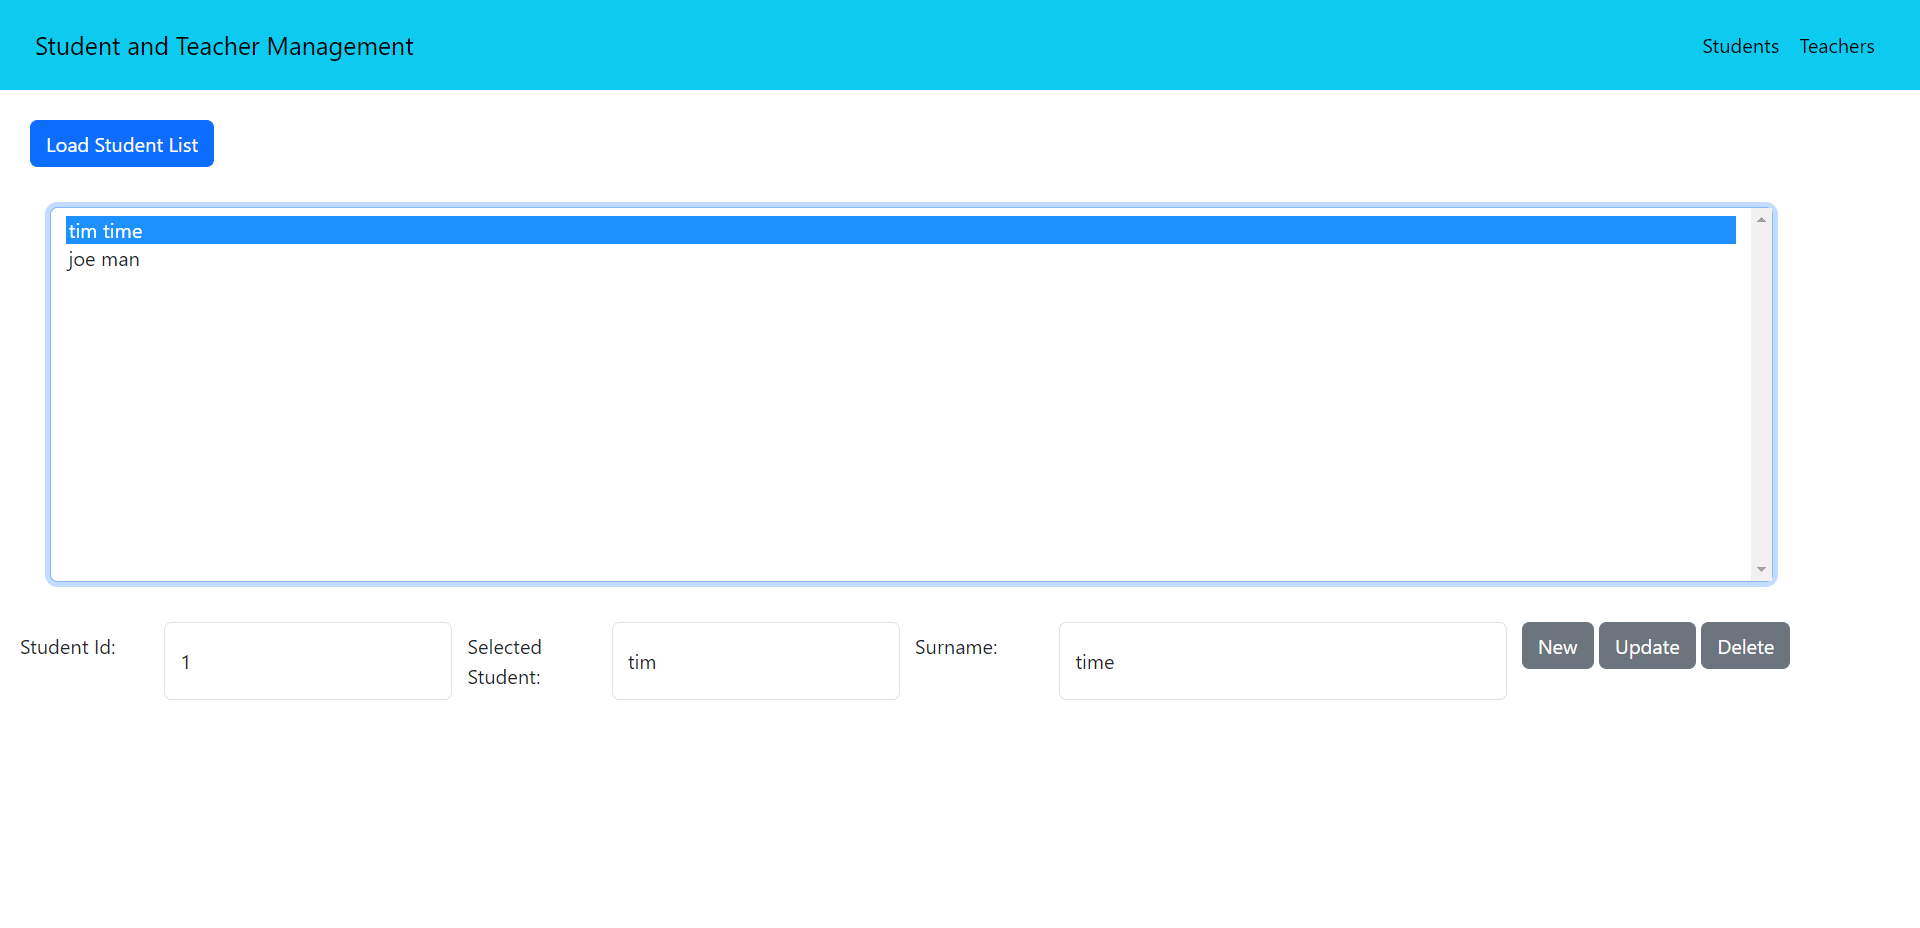 Student and Teacher Management
Students Teachers
Load Student List
tim time
joe man
Student Id:
1
Selected
Student:
tim
Surname:
time
New
Update
Delete